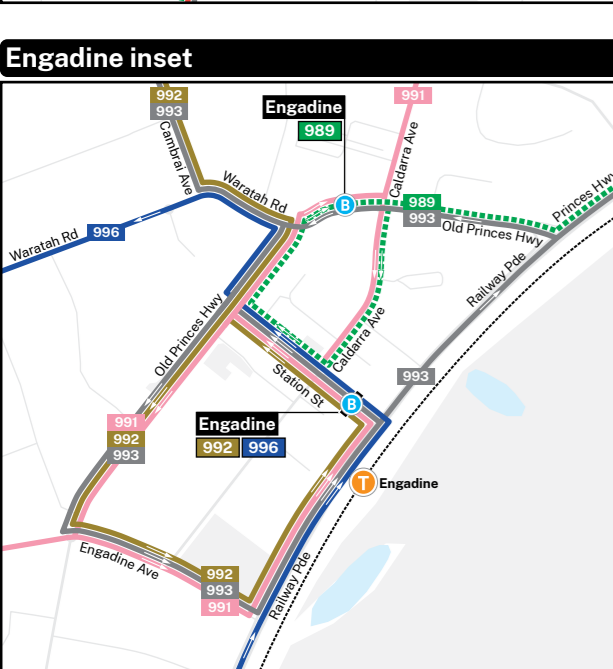 Engadine inset
992
993
Engadine
989
991
Cambrai Ave
Waratah Rd
Caldarra Ave
Princes Hwy
989
993
Old Princes Hwy
Waratah Rd
996
B
Railway Pde
Old Princes Hwy
Caldarra Ave
Station St
993
B
Engadine
992 996
991
992
993
T Engadine
Engadine Ave
992
993
991
Railway Pde